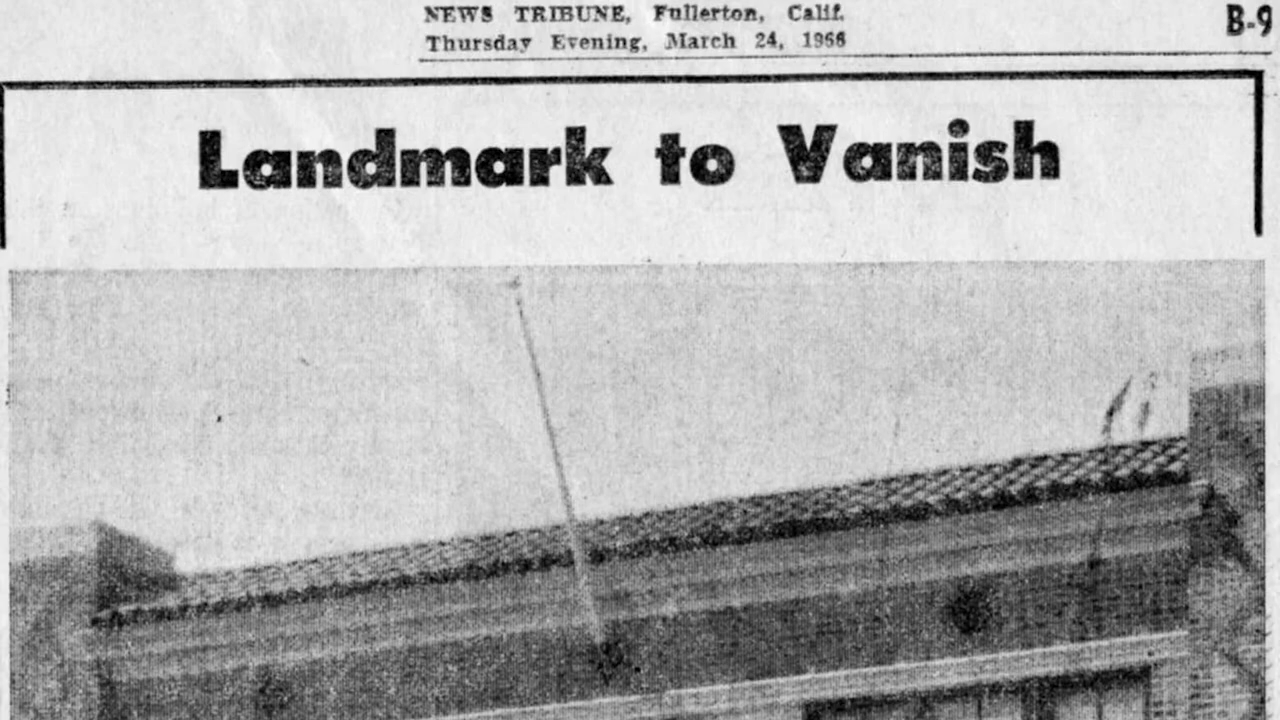 NEWS TRIBUNE, Fullerton, Calif.
Thursday Evening, March 24, 1966
B-9
Landmark to Vanish